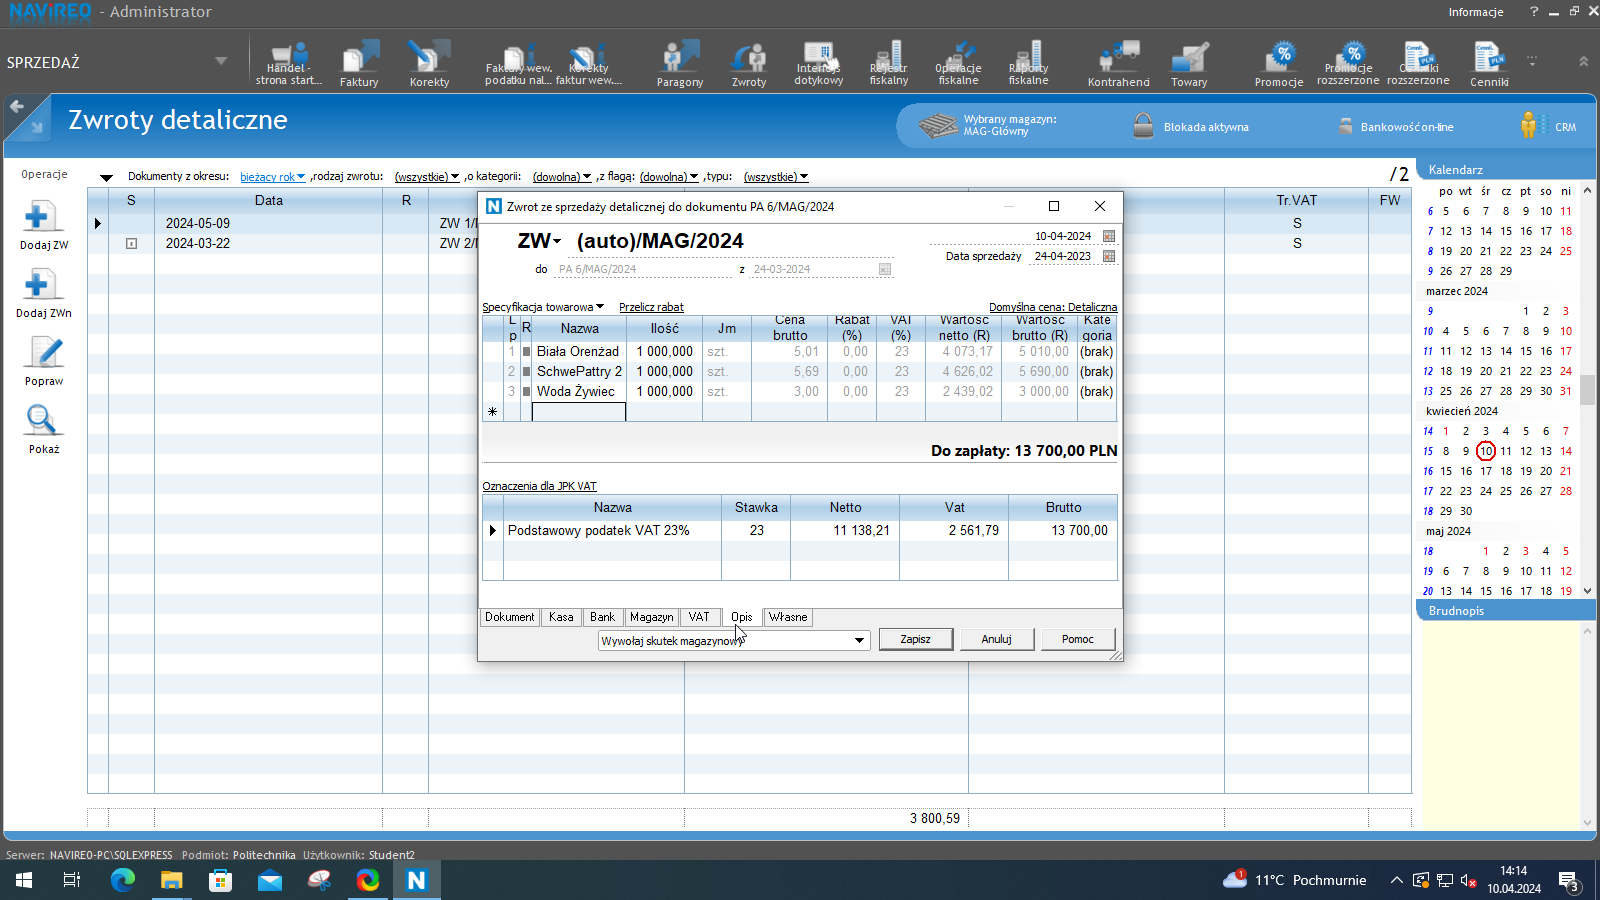 NAVIREO - Administrator
Informacje
SPRZEDAŻ
Handel - strona start...
Faktury
Korekty
Faktury wew. podatku nal...
Korekty faktur wew....
Paragony
Zwroty
Interfejs dotykowy
Rejestr fiskalny
Operacje fiskalne
Raporty fiskalne
Kontrahenci
Towary
Promocje
Promocje rozszerzone
Cenniki rozszerzone
Cenniki
Zwroty detaliczne
Wybrany magazyn:
MAG-Główny
Blokada aktywna
Bankowość on-line
CRM
Operacje
Dodaj ZW
Dodaj ZWn
Popraw
Pokaż
Dokumenty z okresu: bieżący rok ,rodzaj zwrotu: (wszystkie) ,o kategorii: (dowolna) ,z flagą: (dowolna) ,typu: (wszystkie)
/2
S Data R Tr.VAT FW
2024-05-09 ZW 1/ S
2024-03-22 ZW 2/ S
3 800,59
Zwrot ze sprzedaży detalicznej do dokumentu PA 6/MAG/2024
ZW (auto)/MAG/2024
10-04-2024
Data sprzedaży 24-04-2023
do PA 6/MAG/2024 z 24-03-2024
Specyfikacja towarowa Przelicz rabat Domyślna cena: Detaliczna
Lp R Nazwa Ilość Jm Cena brutto Rabat (%) VAT (%) Wartość netto (R) Wartość brutto (R) Kategoria
1 Biała Orenżad 1 000,000 szt. 5,01 0,00 23 4 073,17 5 010,00 (brak)
2 SchwePattry 2 1 000,000 szt. 5,69 0,00 23 4 626,02 5 690,00 (brak)
3 Woda Żywiec 1 000,000 szt. 3,00 0,00 23 2 439,02 3 000,00 (brak)
Do zapłaty: 13 700,00 PLN
Oznaczenia dla JPK VAT
Nazwa Stawka Netto Vat Brutto
Podstawowy podatek VAT 23% 23 11 138,21 2 561,79 13 700,00
Dokument Kasa Bank Magazyn VAT Opis Własne
Wywołaj skutek magazynowy
Zapisz Anuluj Pomoc
Kalendarz
po wt śr cz pt so ni
6 5 6 7 8 9 10 11
7 12 13 14 15 16 17 18
8 19 20 21 22 23 24 25
9 26 27 28 29
marzec 2024
9 1 2 3
10 4 5 6 7 8 9 10
11 11 12 13 14 15 16 17
12 18 19 20 21 22 23 24
13 25 26 27 28 29 30 31
kwiecień 2024
14 1 2 3 4 5 6 7
15 8 9 10 11 12 13 14
16 15 16 17 18 19 20 21
17 22 23 24 25 26 27 28
18 29 30
maj 2024
18 1 2 3 4 5
19 6 7 8 9 10 11 12
20 13 14 15 16 17 18 19
Brudnopis
Serwer: NAVIREO-PC\SQLEXPRESS Podmiot: Politechnika Użytkownik: Student2
1
11°C Pochmurnie
14:14
10.04.2024
3